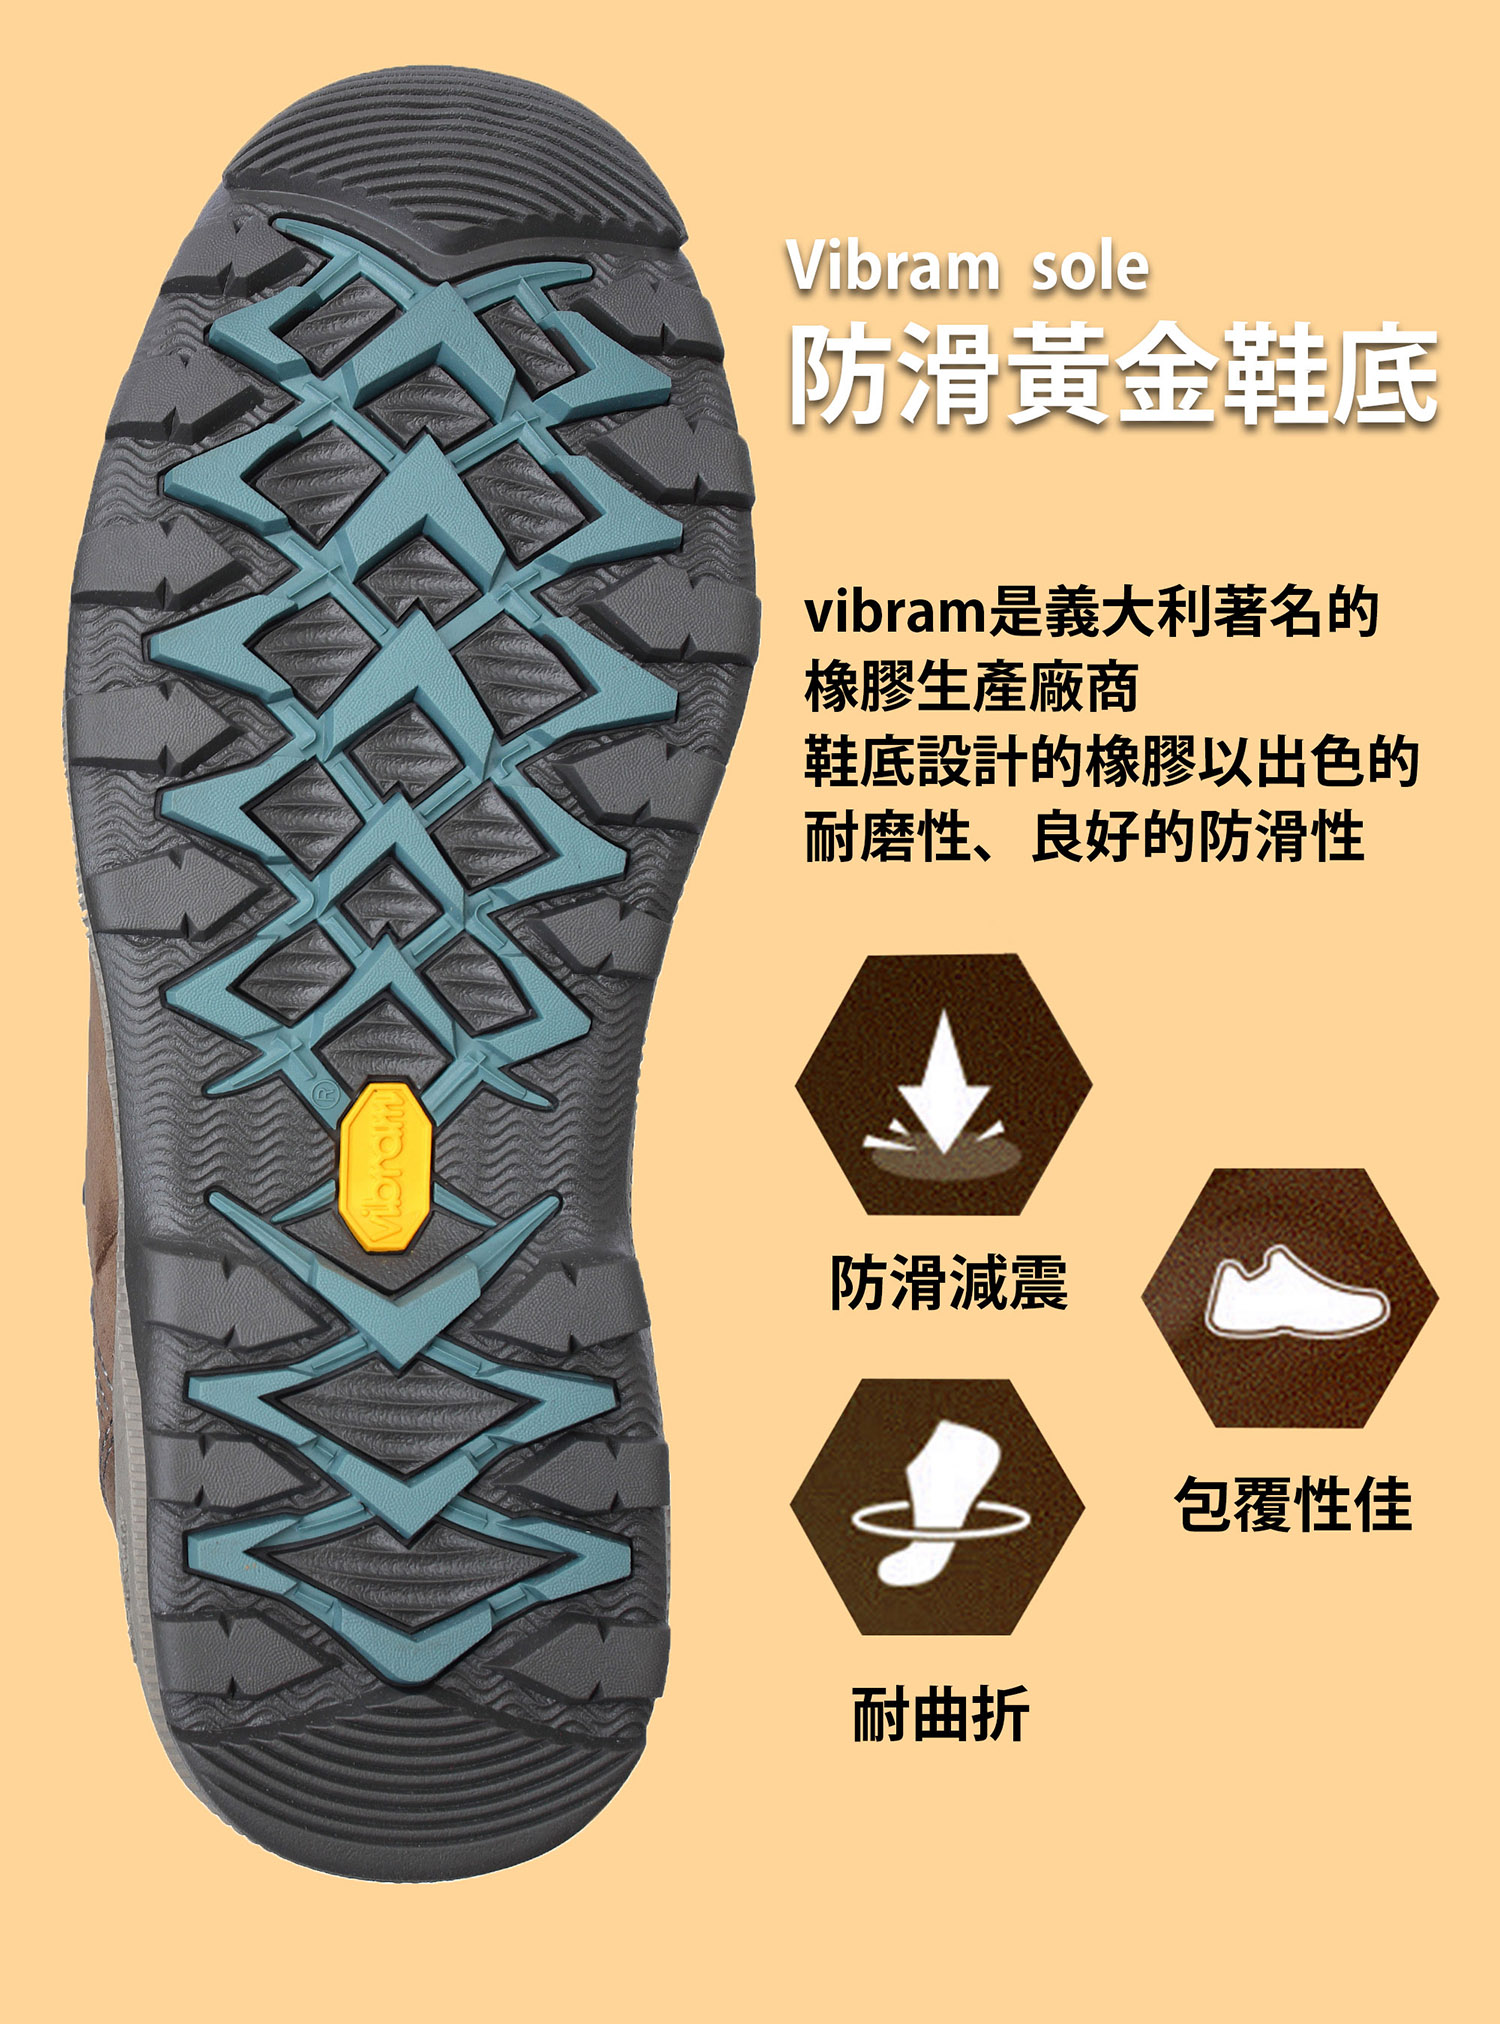 Vibram sole
防滑黃金鞋底
vibram是義大利著名的
橡膠生產廠商
鞋底設計的橡膠以出色的
耐磨性、良好的防滑性
®
vibram
防滑減震
包覆性佳
耐曲折